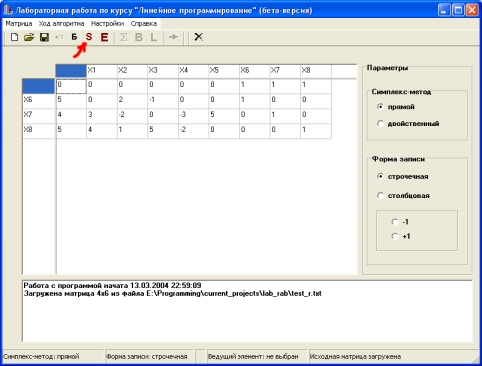 Лабораторная работа по курсу "Линейное программирование" (бета-версия)
Матрица Ход алгоритма Настройки Справка
Б S E Σ B L
X1 X2 X3 X4 X5 X6 X7 X8
0 0 0 0 0 0 1 1 1
X6 5 0 2 -1 0 0 1 0 0
X7 4 3 -2 0 -3 5 0 1 0
X8 5 4 1 5 -2 0 0 0 1
Параметры
Симплекс-метод
прямой
двойственный
Форма записи
строчечная
столбцовая
-1
+1
Работа с программой начата 13.03.2004 22:59:09
Загружена матрица 4x6 из файла E:\Programming\current_projects\lab_rab\test_r.txt
Симплекс-метод: прямой Форма записи: строчечная Ведущий элемент: не выбран Исходная матрица загружена